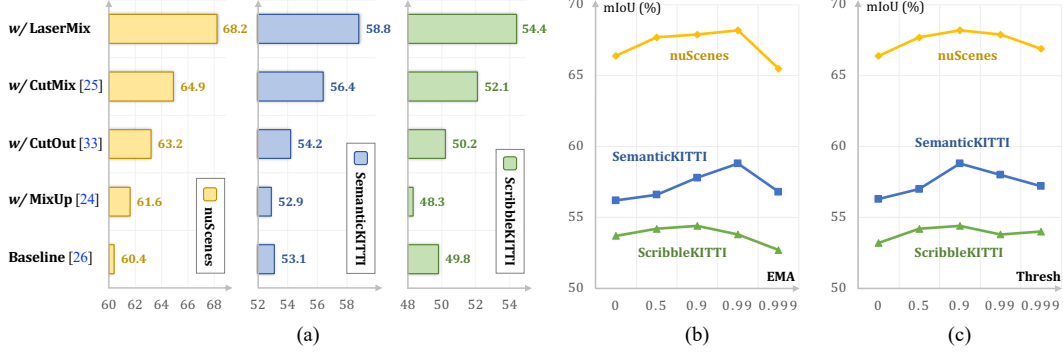 w/ LaserMix
w/ CutMix [25]
w/ CutOut [33]
w/ MixUp [24]
Baseline [26]
68.2
64.9
63.2
61.6
60.4
nuScenes
60 62 64 66 68
58.8
56.4
54.2
52.9
53.1
SemanticKITTI
52 54 56 58
54.4
52.1
50.2
48.3
49.8
ScribbleKITTI
48 50 52 54
(a)
mIoU (%)
70
65
60
55
50
nuScenes
SemanticKITTI
ScribbleKITTI
EMA
0 0.5 0.9 0.99 0.999
(b)
mIoU (%)
70
65
60
55
50
nuScenes
SemanticKITTI
ScribbleKITTI
Thresh
0 0.5 0.9 0.99 0.999
(c)